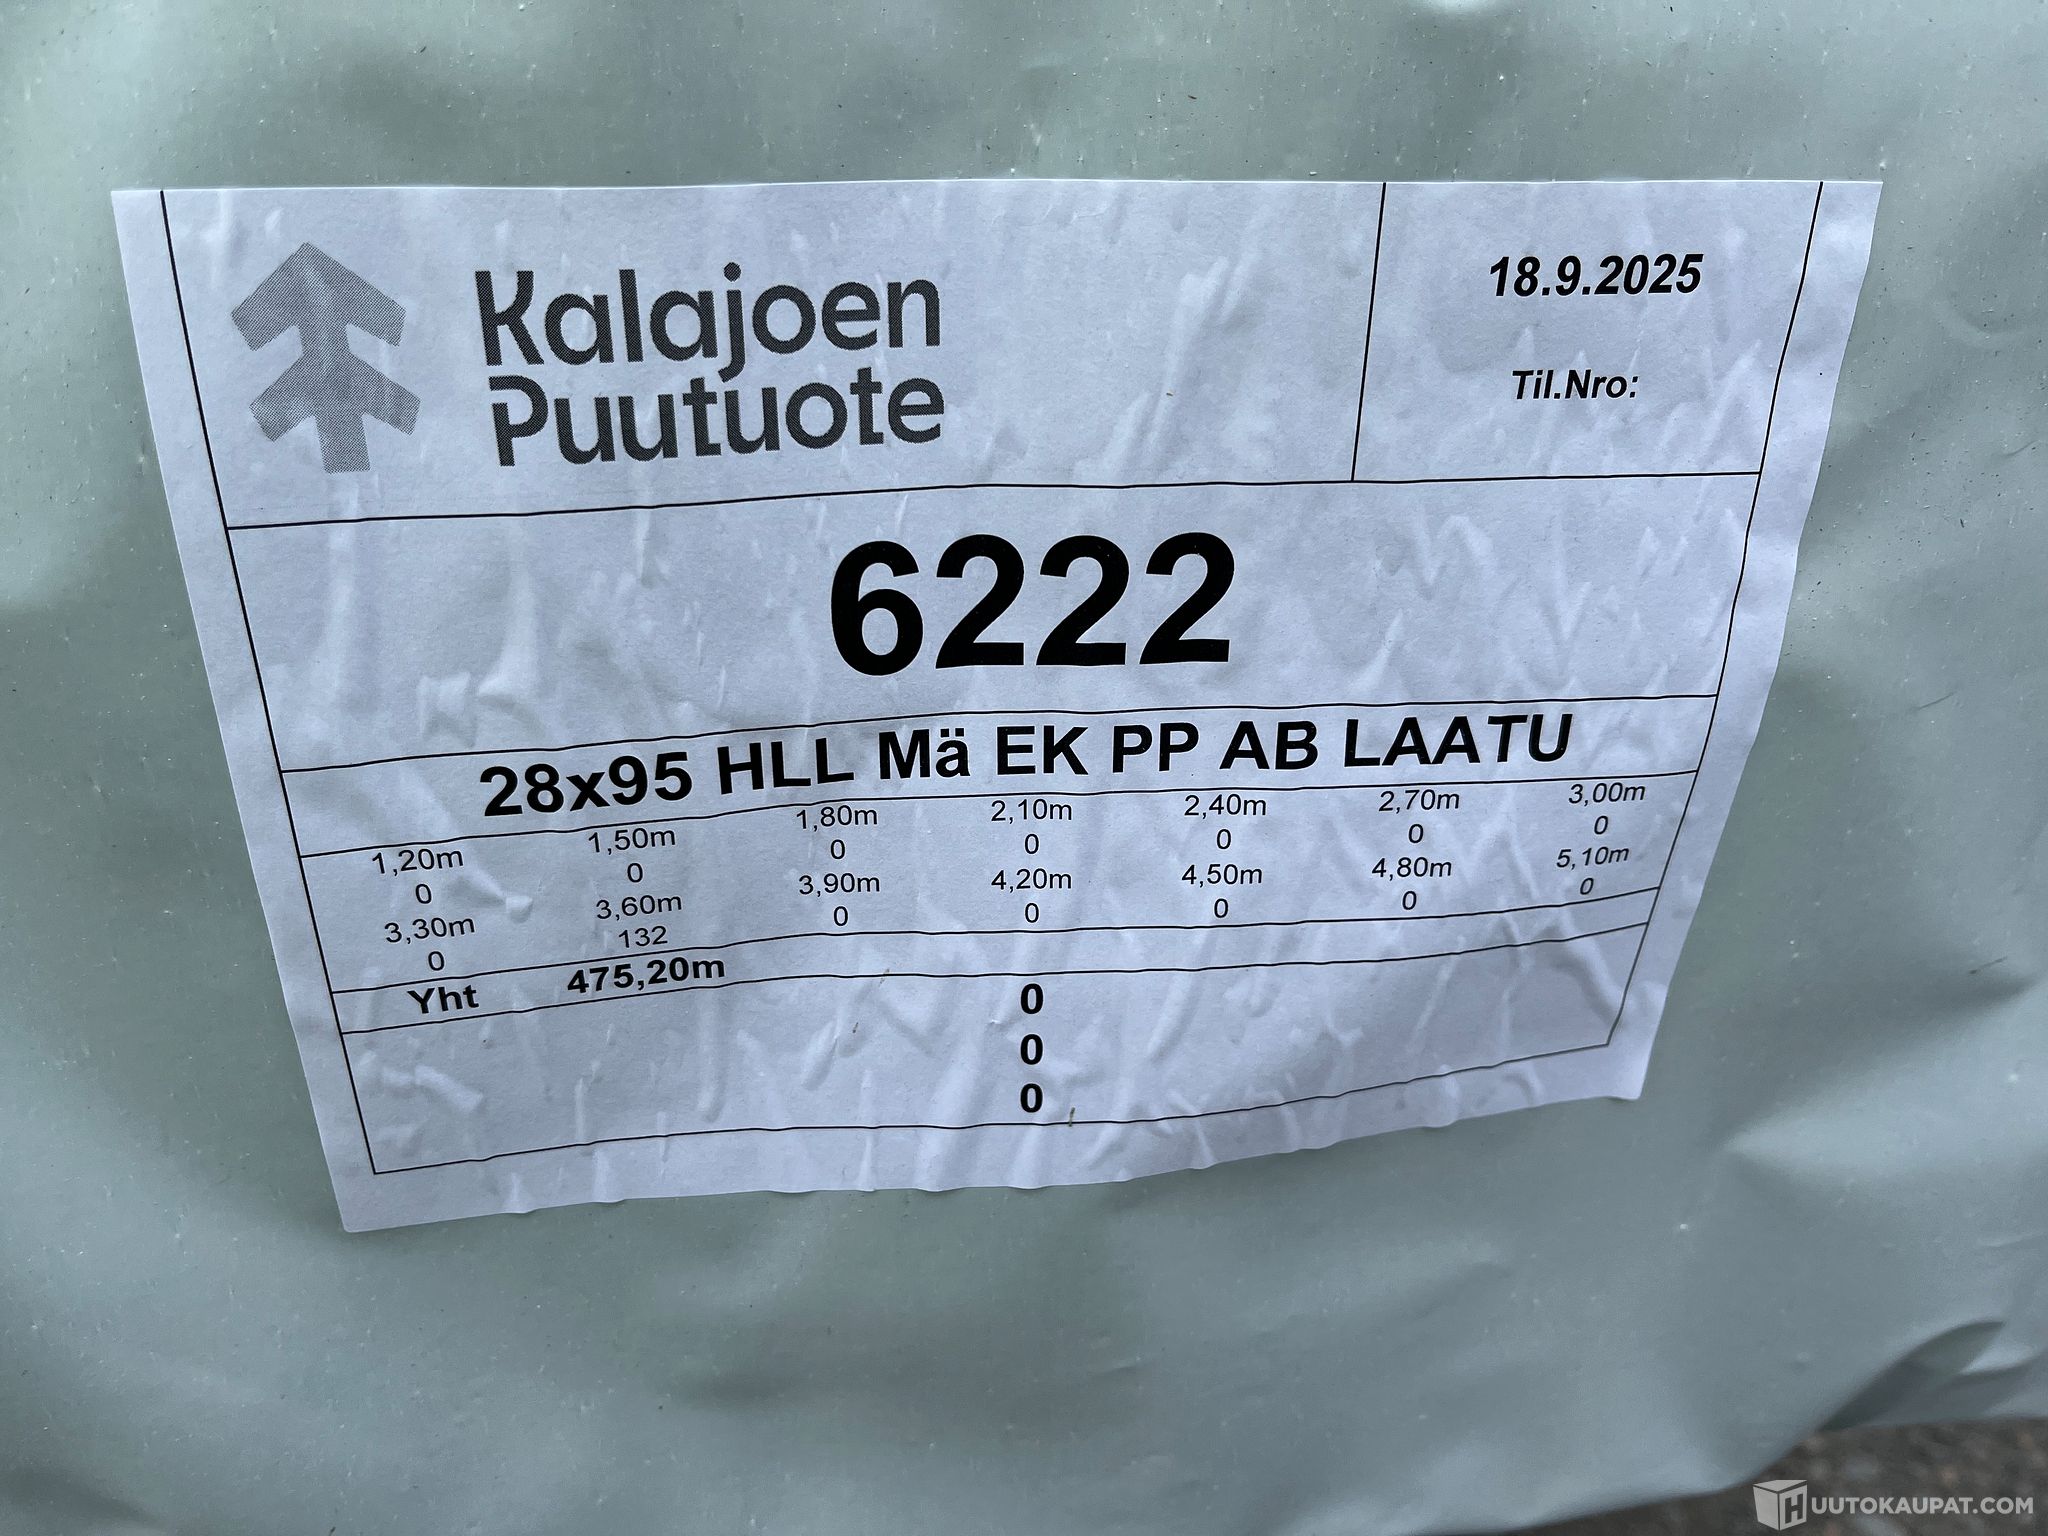 Kalajoen
Puutuote
18.9.2025
Til.Nro:
6222
28x95 HLL Mä EK PP AB LAATU
1,20m 1,50m 1,80m 2,10m 2,40m 2,70m 3,00m
0 0 0 0 0 0 0
3,30m 3,60m 3,90m 4,20m 4,50m 4,80m 5,10m
0 132 0 0 0 0 0
Yht 475,20m
0
0
0
HUUTOKAUPAT.COM